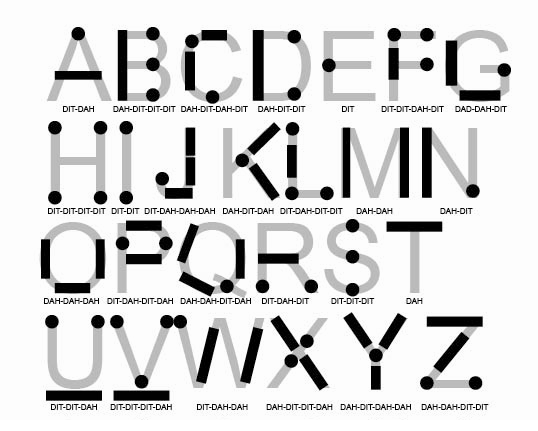 A B C D E F G
DIT-DAH DAH-DIT-DIT-DIT DAH-DIT-DAH-DIT DAH-DIT-DIT DIT DIT-DIT-DAH-DIT DAD-DAH-DIT
H I J K L M N
DIT-DIT-DIT-DIT DIT-DIT DIT-DAH-DAH-DAH DAH-DIT-DAH DIT-DAH-DIT-DIT DAH-DAH DAH-DIT
O P Q R S T
DAH-DAH-DAH DIT-DAH-DIT-DAH DAH-DAH-DIT-DAH DIT-DAH-DIT DIT-DIT-DIT DAH
U V W X Y Z
DIT-DIT-DAH DIT-DIT-DIT-DAH DIT-DAH-DAH DAH-DIT-DIT-DAH DAH-DIT-DAH-DAH DAH-DAH-DIT-DIT